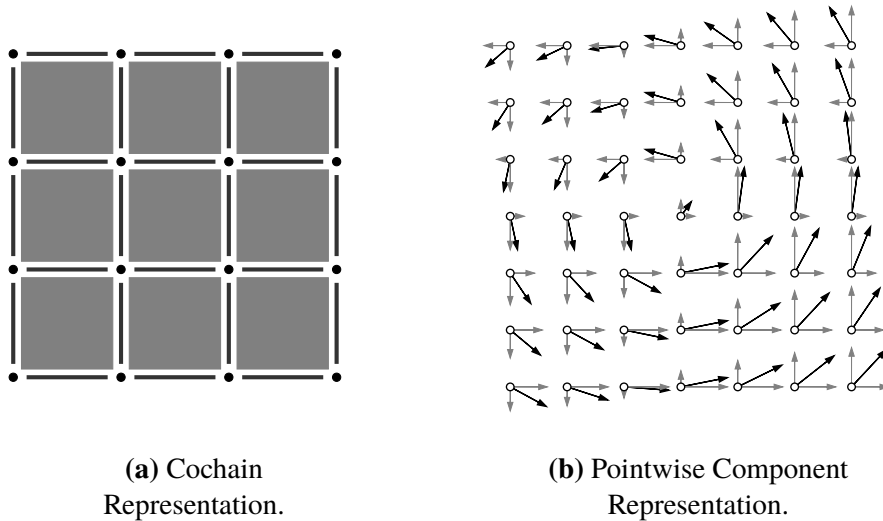 (a) Cochain
Representation.
(b) Pointwise Component
Representation.